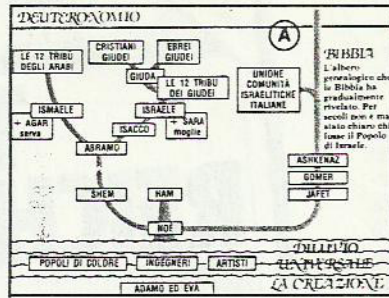 DEUTERONOMIO
A
LE 12 TRIBÙ
DEGLI ARABI
CRISTIANI
GIUDEI
EBREI
GIUDEI
GIUDA
LE 12 TRIBÙ
DEI GIUDEI
UNIONE
COMUNITÀ
ISRAELITICHE
ITALIANE
BIBBIA
L'albero
genealogico che
la Bibbia ha
gradualmente
rivelato. Per
secoli non è mai
stato chiaro chi
fosse il Popolo
di Israele.
ISMAELE
+ AGAR
serva
ISRAELE
+ SARA
moglie
ISACCO
ABRAMO
ASHKENAZ
GOMER
JAFET
SHEM
HAM
NOÈ
DILUVIO
UNIVERSALE
POPOLI DI COLORE
INGEGNERI
ARTISTI
LA CREAZIONE
ADAMO ED EVA